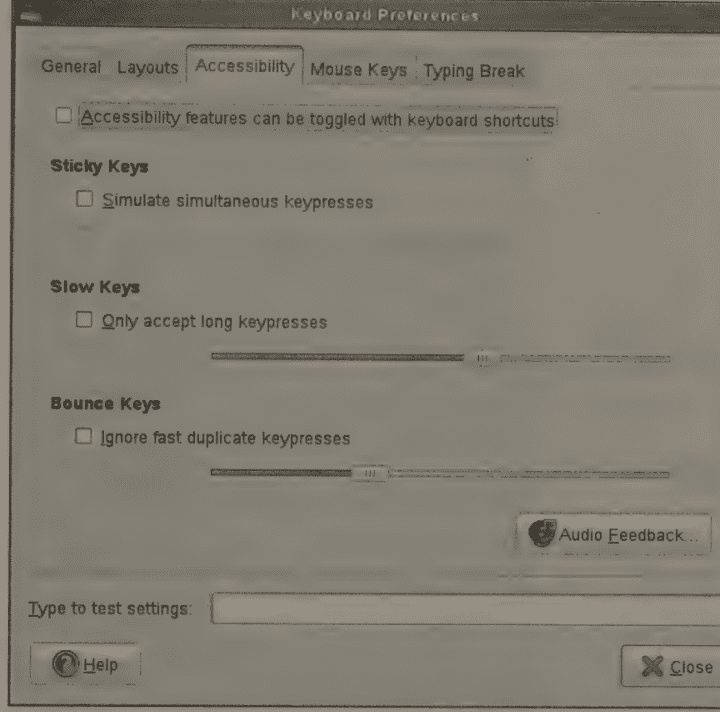 Keyboard Preferences
General Layouts Accessibility Mouse Keys Typing Break
Accessibility features can be toggled with keyboard shortcuts
Sticky Keys
Simulate simultaneous keypresses
Slow Keys
Only accept long keypresses
Bounce Keys
Ignore fast duplicate keypresses
Audio Feedback...
Type to test settings:
Help Close